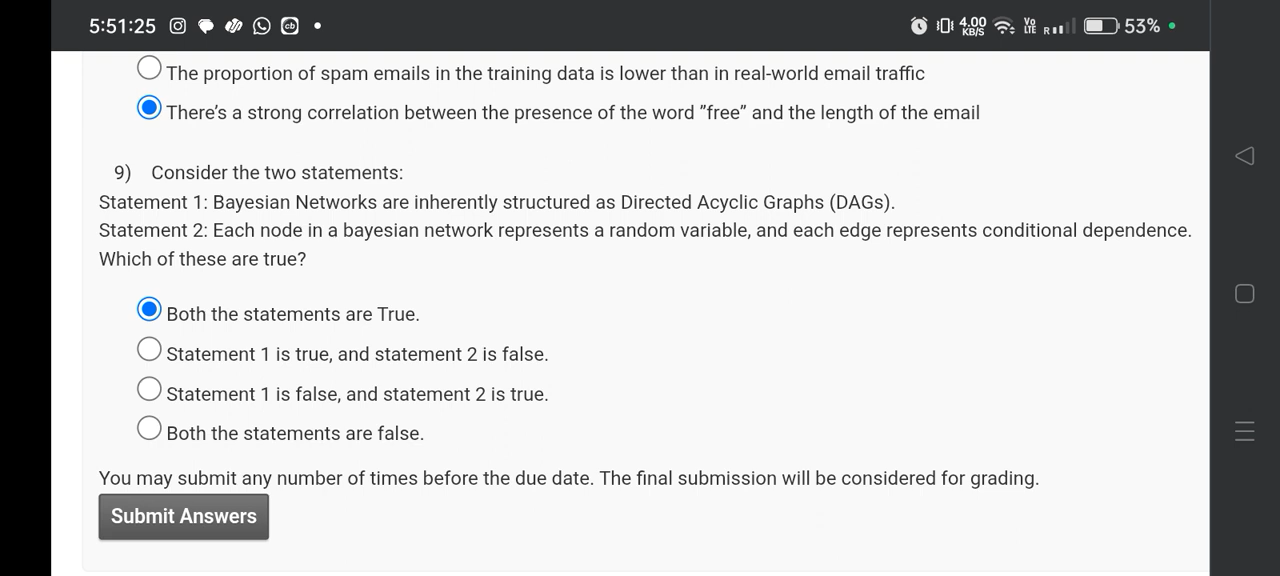 5:51:25 cb 4.00 KB/S Vo LTE R 53%
The proportion of spam emails in the training data is lower than in real-world email traffic
There's a strong correlation between the presence of the word ”free” and the length of the email
9) Consider the two statements:
Statement 1: Bayesian Networks are inherently structured as Directed Acyclic Graphs (DAGs).
Statement 2: Each node in a bayesian network represents a random variable, and each edge represents conditional dependence.
Which of these are true?
Both the statements are True.
Statement 1 is true, and statement 2 is false.
Statement 1 is false, and statement 2 is true.
Both the statements are false.
You may submit any number of times before the due date. The final submission will be considered for grading.
Submit Answers